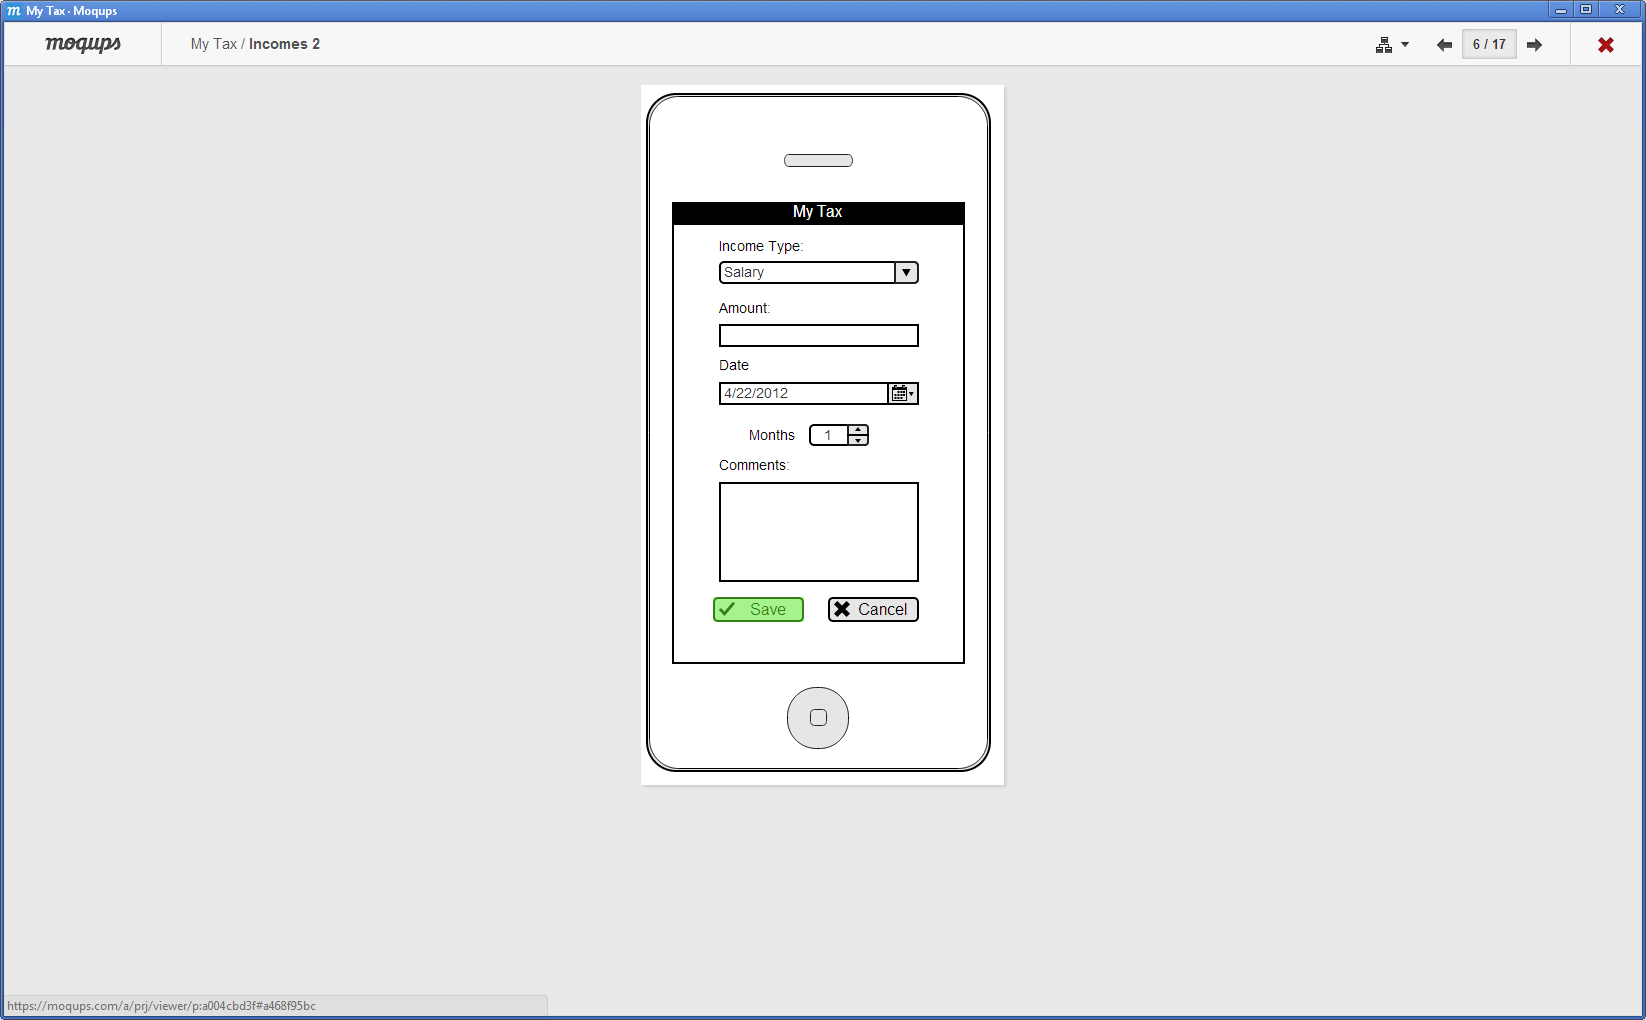 My Tax · Moqups
moqups
My Tax / Incomes 2
6 / 17
My Tax
Income Type:
Salary
Amount:
Date
4/22/2012
Months 1
Comments:
Save Cancel
https://moqups.com/a/prj/viewer/p:a004cbd3f#a468f95bc